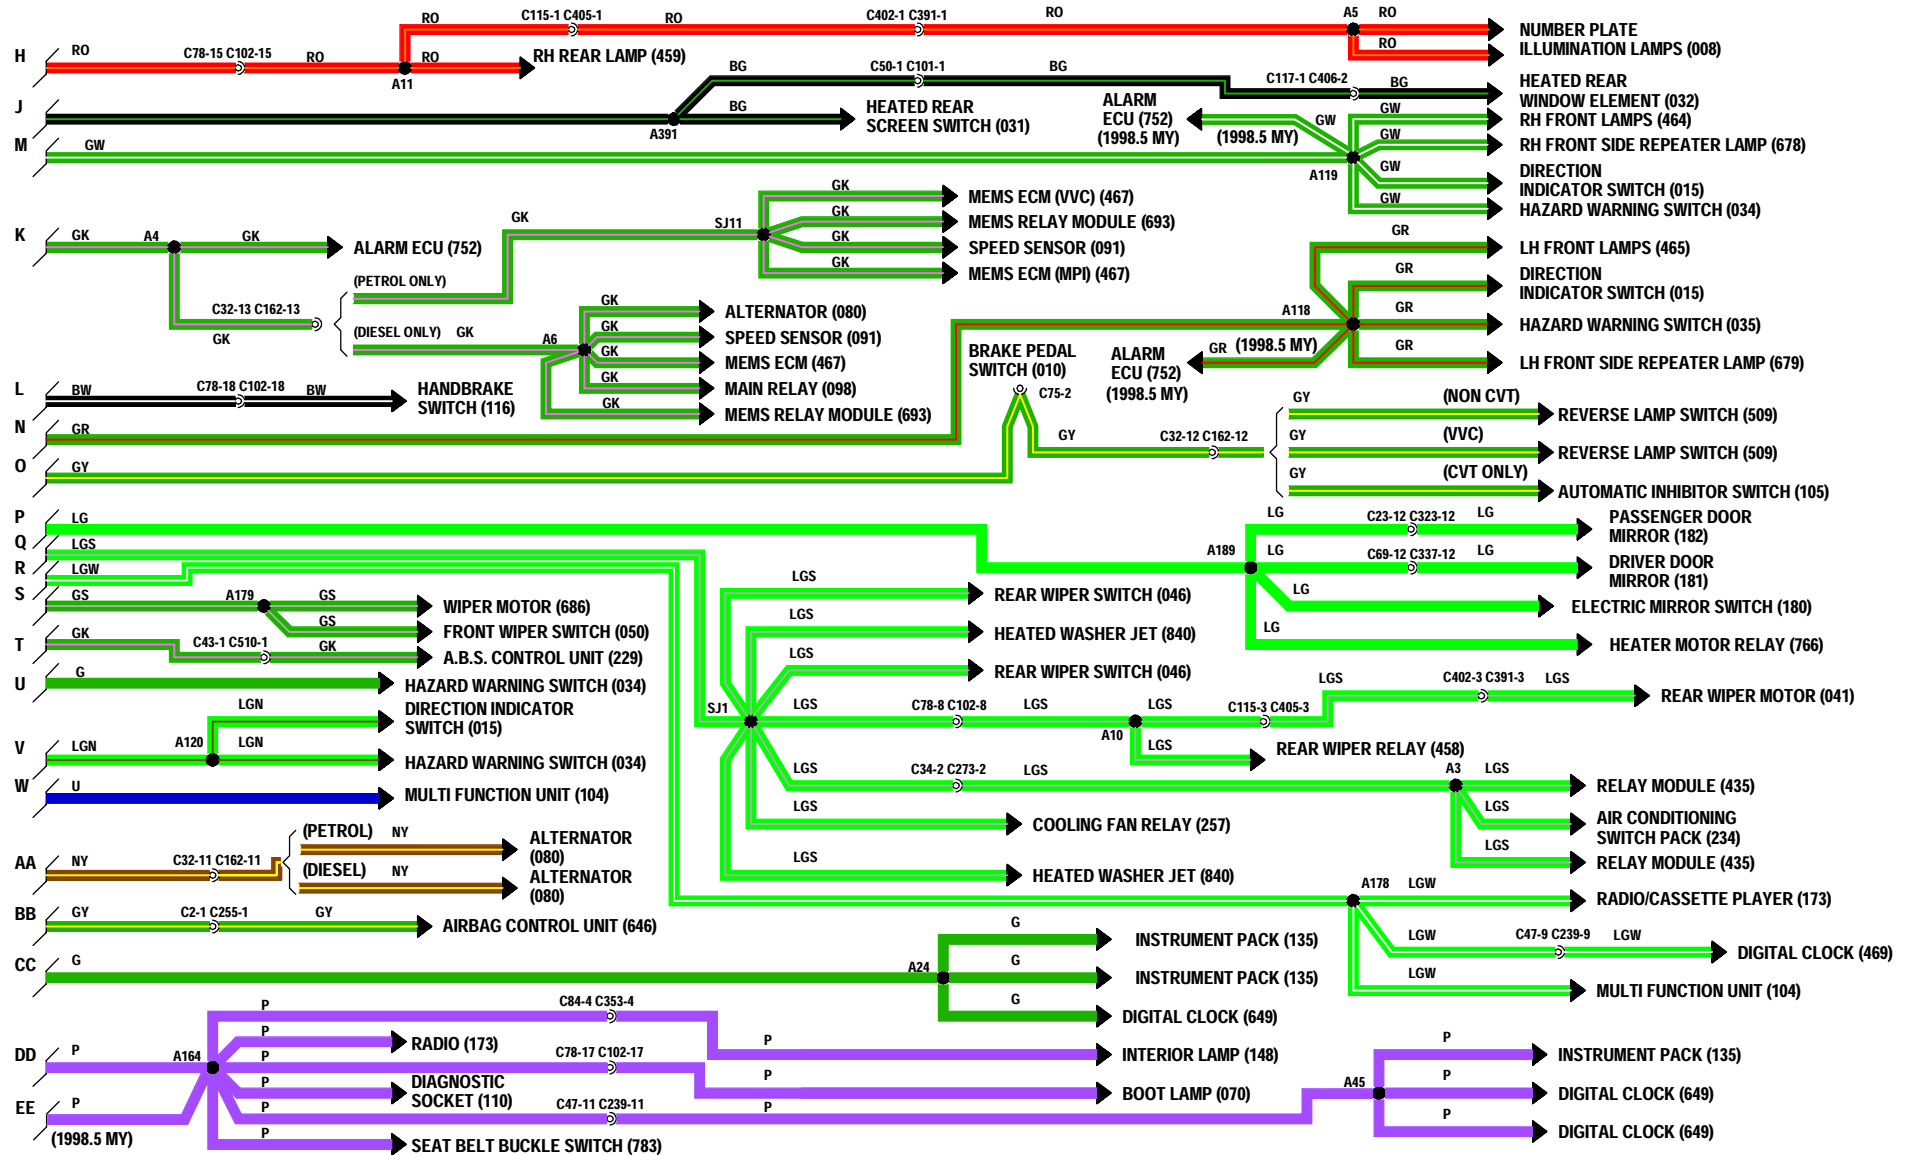 H RO C78-15 C102-15 RO A11 RO RO C115-1 C405-1 RO C402-1 C391-1 RO A5 RO RO
RH REAR LAMP (459)
NUMBER PLATE
ILLUMINATION LAMPS (008)
J A391 BG BG C50-1 C101-1 BG C117-1 C406-2 BG
HEATED REAR
SCREEN SWITCH (031)
HEATED REAR
WINDOW ELEMENT (032)
M GW A119 GW GW GW GW GW
ALARM
ECU (752)
(1998.5 MY)
(1998.5 MY)
RH FRONT LAMPS (464)
RH FRONT SIDE REPEATER LAMP (678)
DIRECTION
INDICATOR SWITCH (015)
HAZARD WARNING SWITCH (034)
K GK A4 GK
ALARM ECU (752)
GK C32-13 C162-13
(PETROL ONLY)
GK SJ11 GK GK GK GK
MEMS ECM (VVC) (467)
MEMS RELAY MODULE (693)
SPEED SENSOR (091)
MEMS ECM (MPI) (467)
(DIESEL ONLY) GK A6 GK GK GK GK GK
ALTERNATOR (080)
SPEED SENSOR (091)
MEMS ECM (467)
MAIN RELAY (098)
MEMS RELAY MODULE (693)
L BW C78-18 C102-18 BW
HANDBRAKE
SWITCH (116)
N GR A118 GR GR GR GR GR
LH FRONT LAMPS (465)
DIRECTION
INDICATOR SWITCH (015)
HAZARD WARNING SWITCH (035)
LH FRONT SIDE REPEATER LAMP (679)
(1998.5 MY)
ALARM
ECU (752)
(1998.5 MY)
O GY
BRAKE PEDAL
SWITCH (010)
C75-2
GY C32-12 C162-12
GY (NON CVT)
REVERSE LAMP SWITCH (509)
GY (VVC)
REVERSE LAMP SWITCH (509)
GY (CVT ONLY)
AUTOMATIC INHIBITOR SWITCH (105)
P LG A189
LG C23-12 C323-12 LG
PASSENGER DOOR
MIRROR (182)
LG C69-12 C337-12 LG
DRIVER DOOR
MIRROR (181)
LG
ELECTRIC MIRROR SWITCH (180)
LG
HEATER MOTOR RELAY (766)
Q LGS SJ1
LGS
REAR WIPER SWITCH (046)
LGS
HEATED WASHER JET (840)
LGS
REAR WIPER SWITCH (046)
LGS C78-8 C102-8 LGS A10 LGS C115-3 C405-3 LGS C402-3 C391-3 LGS
REAR WIPER MOTOR (041)
LGS
REAR WIPER RELAY (458)
LGS C34-2 C273-2 LGS A3 LGS
RELAY MODULE (435)
LGS
AIR CONDITIONING
SWITCH PACK (234)
LGS
RELAY MODULE (435)
LGS
COOLING FAN RELAY (257)
LGS
HEATED WASHER JET (840)
R LGW A178 LGW
RADIO/CASSETTE PLAYER (173)
LGW C47-9 C239-9 LGW
DIGITAL CLOCK (469)
LGW
MULTI FUNCTION UNIT (104)
S GS A179 GS
WIPER MOTOR (686)
GS
FRONT WIPER SWITCH (050)
T GK C43-1 C510-1 GK
A.B.S. CONTROL UNIT (229)
U G
HAZARD WARNING SWITCH (034)
LGN
DIRECTION INDICATOR
SWITCH (015)
V LGN A120 LGN
HAZARD WARNING SWITCH (034)
W U
MULTI FUNCTION UNIT (104)
AA NY C32-11 C162-11
(PETROL) NY
ALTERNATOR
(080)
(DIESEL) NY
ALTERNATOR
(080)
BB GY C2-1 C255-1 GY
AIRBAG CONTROL UNIT (646)
CC G A24 G
INSTRUMENT PACK (135)
G
INSTRUMENT PACK (135)
G
DIGITAL CLOCK (649)
DD P A164
P C84-4 C353-4 P
INTERIOR LAMP (148)
P
RADIO (173)
P C78-17 C102-17 P
BOOT LAMP (070)
P
DIAGNOSTIC
SOCKET (110)
EE P
(1998.5 MY)
P C47-11 C239-11 P A45 P
INSTRUMENT PACK (135)
P
DIGITAL CLOCK (649)
P
DIGITAL CLOCK (649)
P
SEAT BELT BUCKLE SWITCH (783)